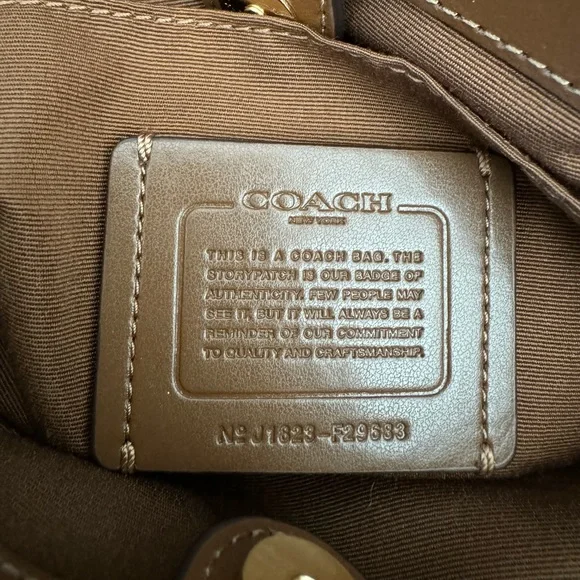 COACH
NEW YORK
THIS IS A COACH BAG. THE
STORYPATCH IS OUR BADGE OF
AUTHENTICITY. FEW PEOPLE MAY
SEE IT, BUT IT WILL ALWAYS BE A
REMINDER OF OUR COMMITMENT
TO QUALITY AND CRAFTSMANSHIP.
Nº J1823-F29683